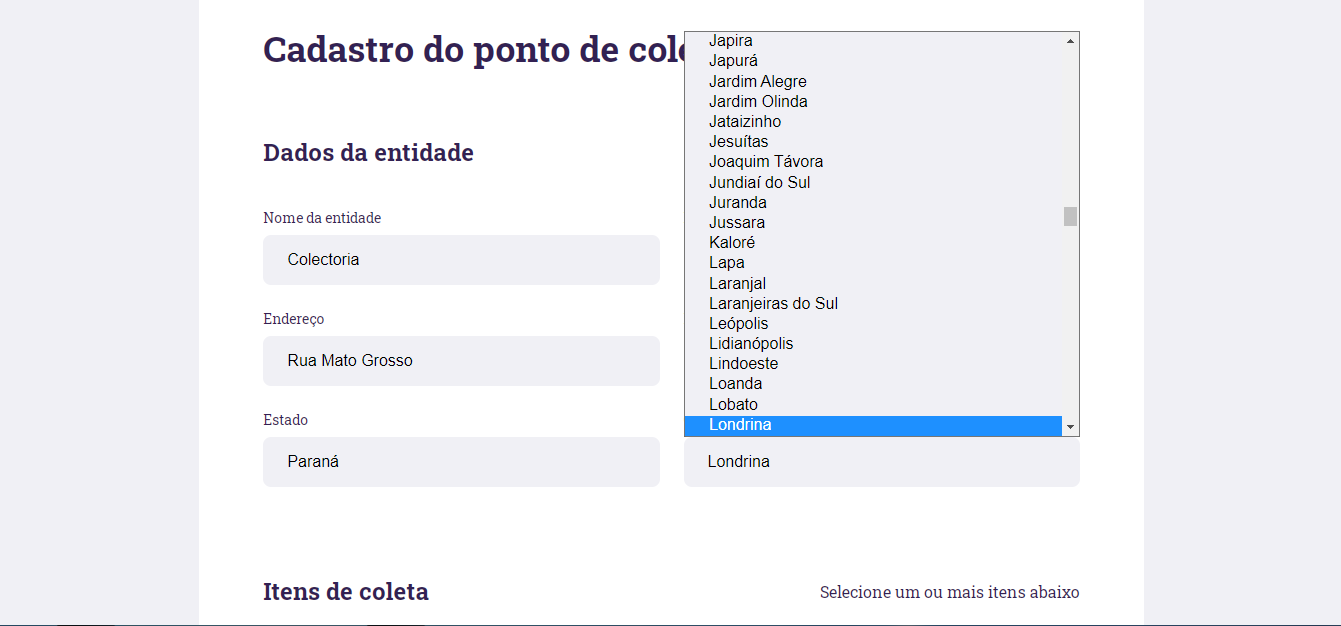 Cadastro do ponto de col
Dados da entidade
Nome da entidade
Colectoria
Endereço
Rua Mato Grosso
Estado
Paraná
Japira
Japurá
Jardim Alegre
Jardim Olinda
Jataizinho
Jesuítas
Joaquim Távora
Jundiaí do Sul
Juranda
Jussara
Kaloré
Lapa
Laranjal
Laranjeiras do Sul
Leópolis
Lidianópolis
Lindoeste
Loanda
Lobato
Londrina
Londrina
Itens de coleta
Selecione um ou mais itens abaixo